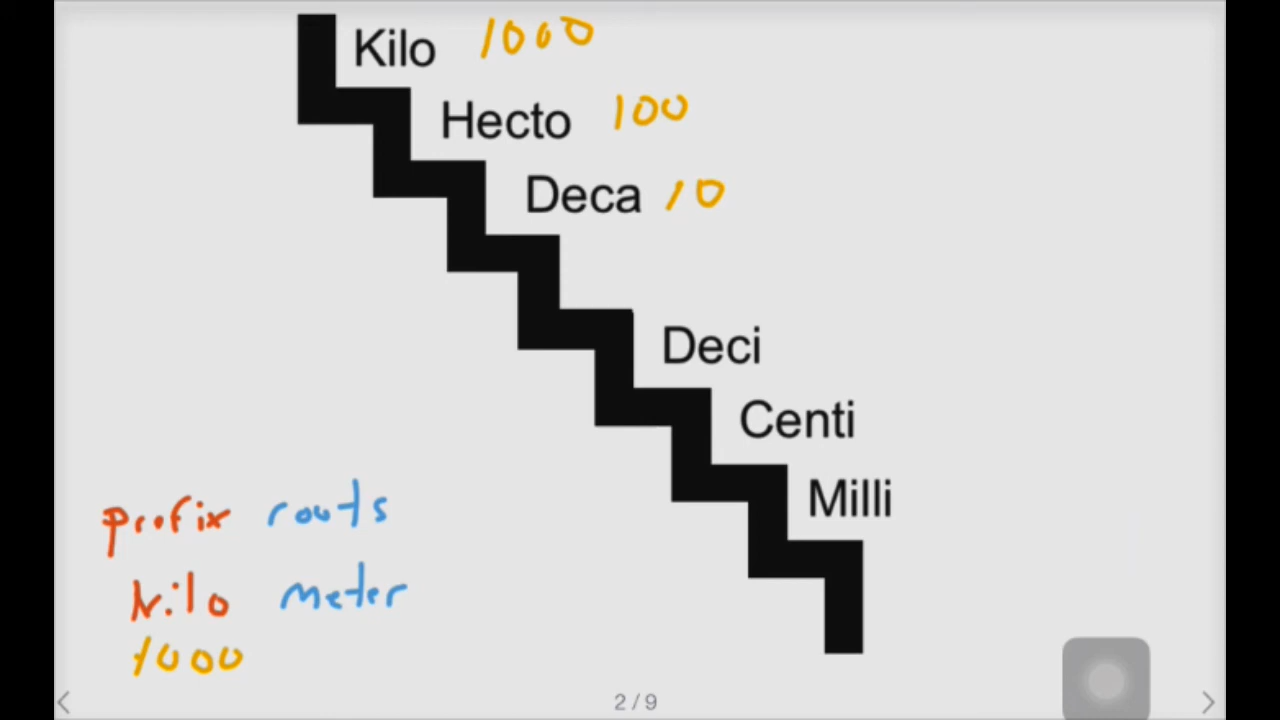 Kilo 1000
Hecto 100
Deca 10
Deci
Centi
Milli
prefix roots
kilo meter
1000
2 / 9